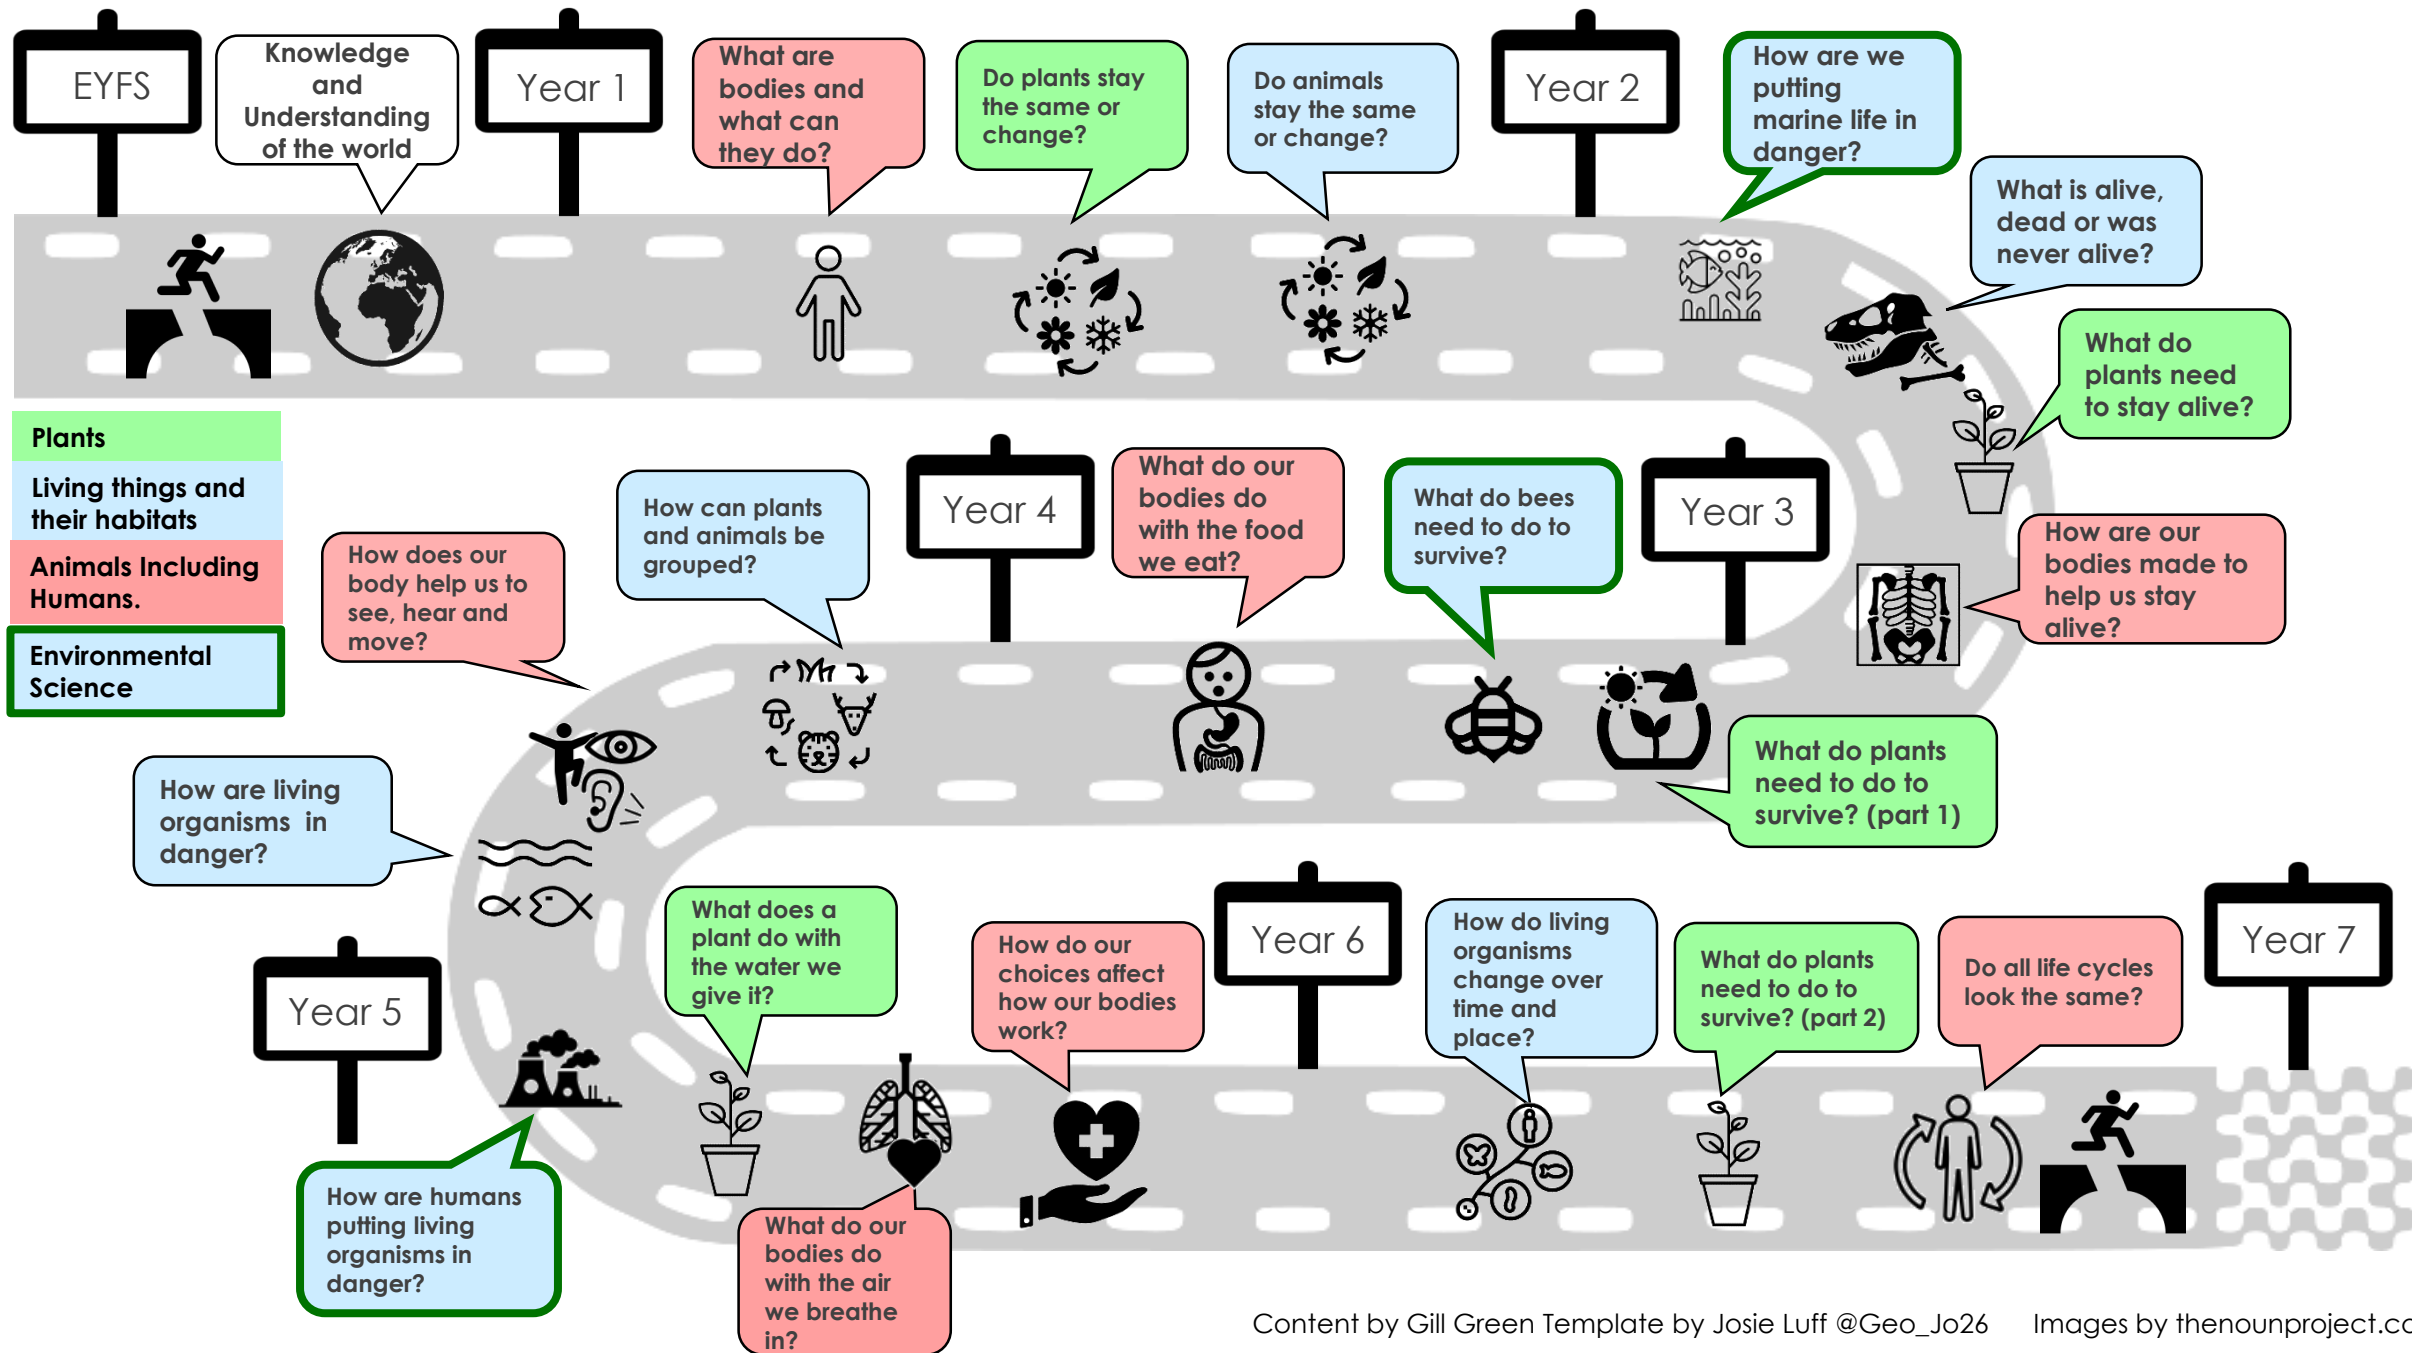 EYFS
Knowledge
and
Understanding
of the world
Year 1
What are
bodies and
what can
they do?
Do plants stay
the same or
change?
Do animals
stay the same
or change?
Year 2
How are we
putting
marine life in
danger?
What is alive,
dead or was
never alive?
What do
plants need
to stay alive?
How are our
bodies made to
help us stay
alive?
Plants
Living things and
their habitats
Animals Including
Humans.
Environmental
Science
Year 3
What do plants
need to do to
survive? (part 1)
What do bees
need to do to
survive?
What do our
bodies do
with the food
we eat?
Year 4
How can plants
and animals be
grouped?
How does our
body help us to
see, hear and
move?
How are living
organisms  in
danger?
Year 5
How are humans
putting living
organisms in
danger?
What does a
plant do with
the water we
give it?
What do our
bodies do
with the air
we breathe
in?
How do our
choices affect
how our bodies
work?
Year 6
How do living
organisms
change over
time and
place?
What do plants
need to do to
survive? (part 2)
Do all life cycles
look the same?
Year 7
Content by Gill Green Template by Josie Luff @Geo_Jo26 Images by thenounproject.co